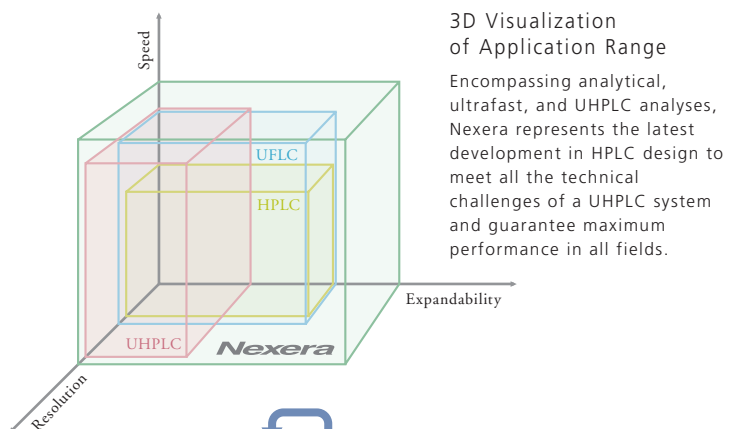 3D Visualization
of Application Range
Encompassing analytical,
ultrafast, and UHPLC analyses,
Nexera represents the latest
development in HPLC design to
meet all the technical
challenges of a UHPLC system
and guarantee maximum
performance in all fields.
Speed
UFLC
HPLC
Expandability
UHPLC
Nexera
Resolution